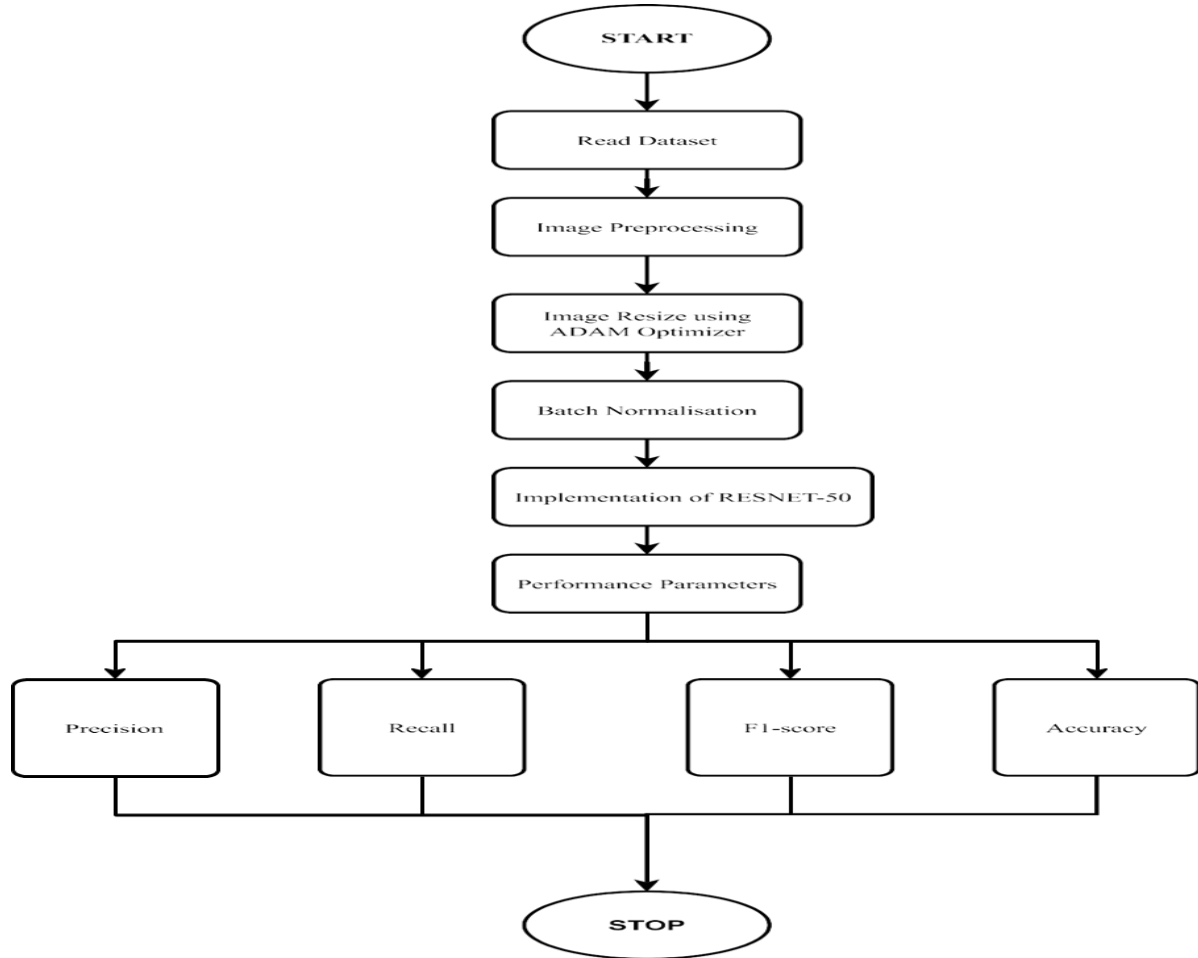 START
Read Dataset
Image Preprocessing
Image Resize using
ADAM Optimizer
Batch Normalisation
Implementation of RESNET-50
Performance Parameters
Precision
Recall
F1-score
Accuracy
STOP